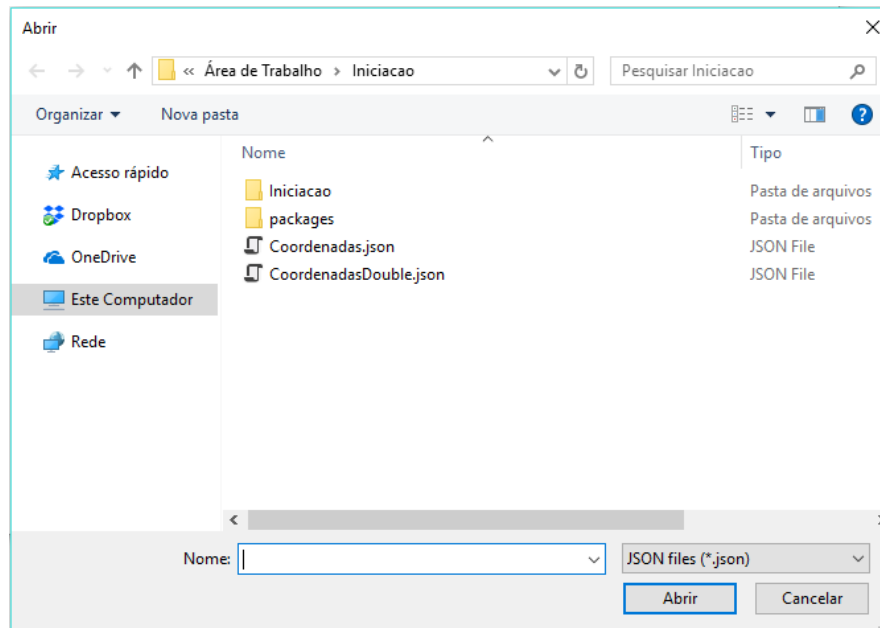 Abrir
« Área de Trabalho > Iniciacao
Pesquisar Iniciacao
Organizar
Nova pasta
Acesso rápido
Dropbox
OneDrive
Este Computador
Rede
Nome Tipo
Iniciacao Pasta de arquivos
packages Pasta de arquivos
Coordenadas.json JSON File
CoordenadasDouble.json JSON File
Nome: JSON files (*.json)
Abrir Cancelar